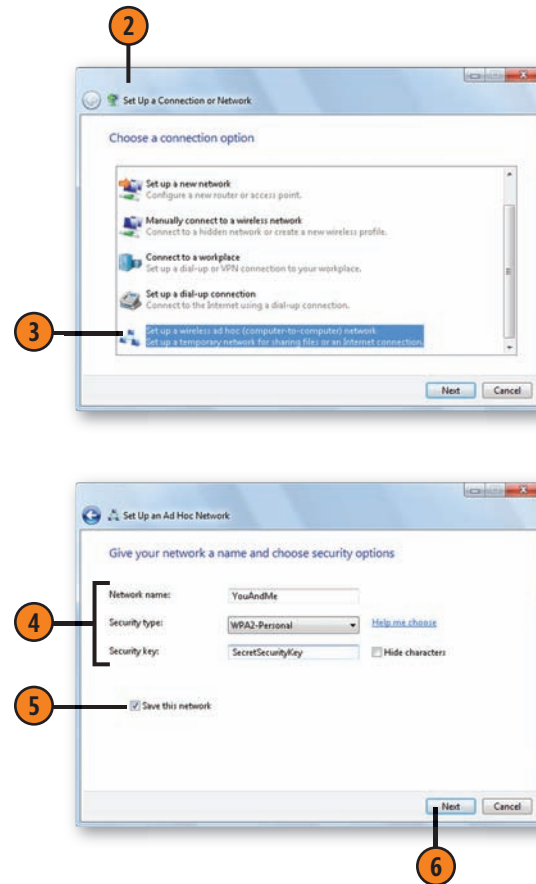 2
Set Up a Connection or Network
Choose a connection option
Set up a new network
Configure a new router or access point.
Manually connect to a wireless network
Connect to a hidden network or create a new wireless profile.
Connect to a workplace
Set up a dial-up or VPN connection to your workplace.
Set up a dial-up connection
Connect to the Internet using a dial-up connection.
3
Set up a wireless ad hoc (computer-to-computer) network
Set up a temporary network for sharing files or an Internet connection.
Next Cancel
Set Up an Ad Hoc Network
Give your network a name and choose security options
Network name: YouAndMe
4
Security type: WPA2-Personal Help me choose
Security key: SecretSecurityKey Hide characters
5
Save this network
Next Cancel
6